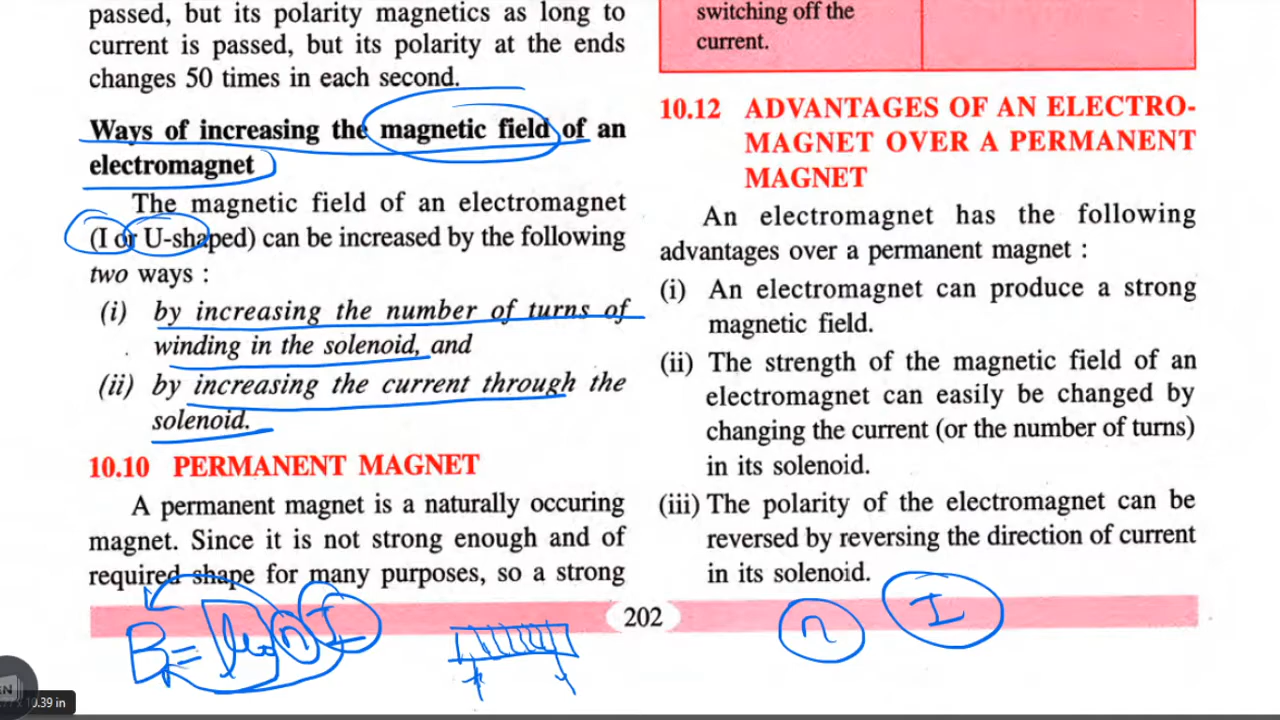 passed, but its polarity magnetics as long to
current is passed, but its polarity at the ends
changes 50 times in each second.
Ways of increasing the magnetic field of an
electromagnet
The magnetic field of an electromagnet
(I or U-shaped) can be increased by the following
two ways :
(i) by increasing the number of turns of
winding in the solenoid, and
(ii) by increasing the current through the
solenoid.
10.10 PERMANENT MAGNET
A permanent magnet is a naturally occuring
magnet. Since it is not strong enough and of
required shape for many purposes, so a strong
switching off the
current.
10.12 ADVANTAGES OF AN ELECTRO-
MAGNET OVER A PERMANENT
MAGNET
An electromagnet has the following
advantages over a permanent magnet :
(i) An electromagnet can produce a strong
magnetic field.
(ii) The strength of the magnetic field of an
electromagnet can easily be changed by
changing the current (or the number of turns)
in its solenoid.
(iii) The polarity of the electromagnet can be
reversed by reversing the direction of current
in its solenoid.
202
B = μ₀ n I
n I
10.39 in